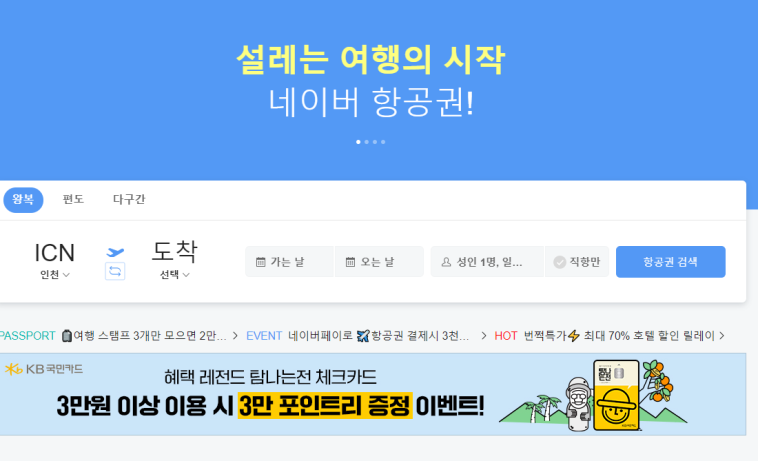 설레는 여행의 시작
네이버 항공권!
왕복 편도 다구간
ICN 도착
인천 선택
가는 날 오는 날 성인 1명, 일... 직항만 항공권 검색
PASSPORT 여행 스탬프 3개만 모으면 2만... EVENT 네이버페이로 항공권 결제시 3천... HOT 번쩍특가 최대 70% 호텔 할인 릴레이
KB국민카드
혜택 레전드 탐나는전 체크카드
3만원 이상 이용 시 3만 포인트리 증정 이벤트!